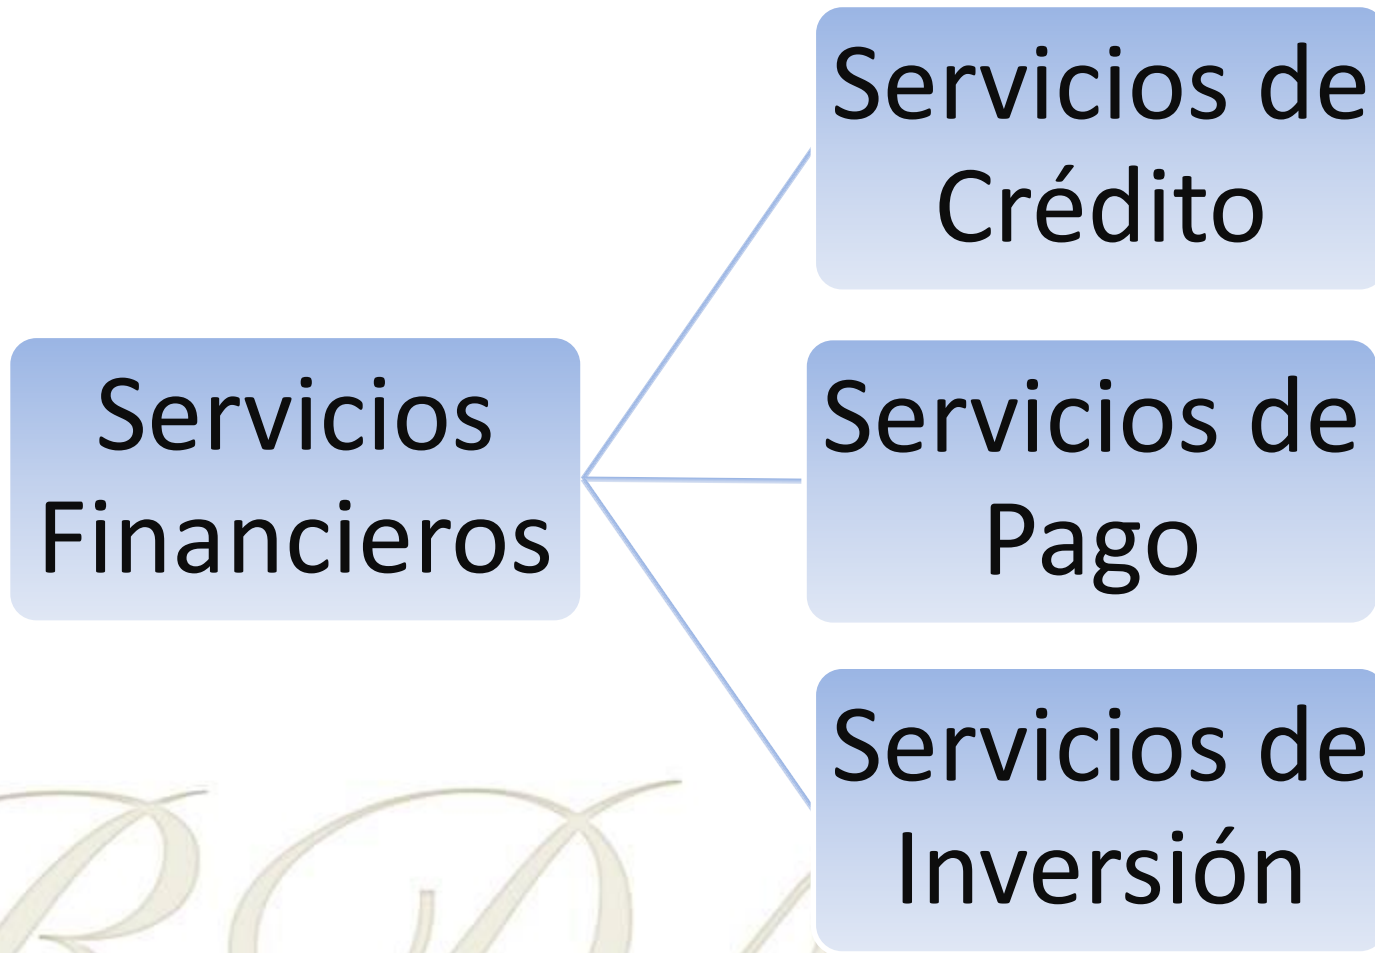 Servicios
Financieros
Servicios de
Crédito
Servicios de
Pago
Servicios de
Inversión